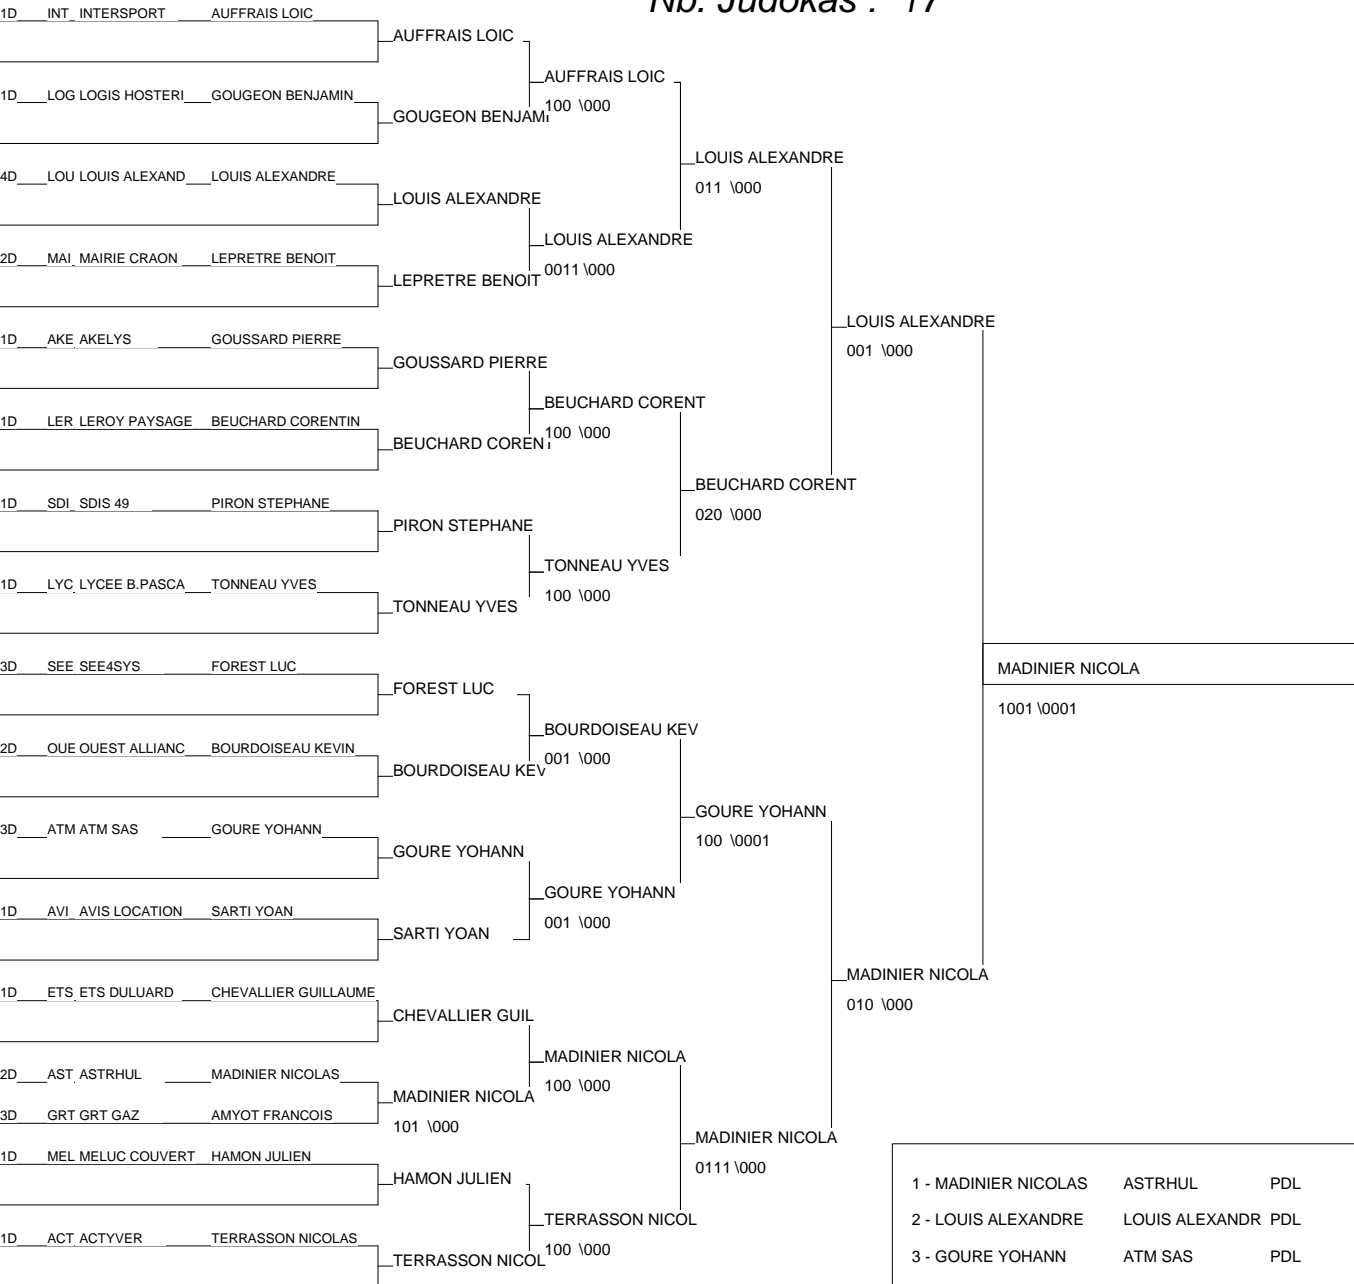 Nb. Judokas : 17
1D INT INTERSPORT AUFFRAIS LOIC
AUFFRAIS LOIC
AUFFRAIS LOIC
1D LOG LOGIS HOSTERI GOUGEON BENJAMIN
100 \000
GOUGEON BENJAMI
LOUIS ALEXANDRE
4D LOU LOUIS ALEXAND LOUIS ALEXANDRE
011 \000
LOUIS ALEXANDRE
LOUIS ALEXANDRE
2D MAI MAIRIE CRAON LEPRETRE BENOIT
0011 \000
LEPRETRE BENOIT
LOUIS ALEXANDRE
1D AKE AKELYS GOUSSARD PIERRE
001 \000
GOUSSARD PIERRE
BEUCHARD CORENT
1D LER LEROY PAYSAGE BEUCHARD CORENTIN
100 \000
BEUCHARD CORENT
BEUCHARD CORENT
1D SDI SDIS 49 PIRON STEPHANE
020 \000
PIRON STEPHANE
TONNEAU YVES
1D LYC LYCEE B.PASCA TONNEAU YVES
100 \000
TONNEAU YVES
3D SEE SEE4SYS FOREST LUC
MADINIER NICOLA
FOREST LUC
1001 \0001
BOURDOISEAU KEV
2D OUE OUEST ALLIANC BOURDOISEAU KEVIN
001 \000
BOURDOISEAU KEV
GOURE YOHANN
3D ATM ATM SAS GOURE YOHANN
100 \0001
GOURE YOHANN
GOURE YOHANN
1D AVI AVIS LOCATION SARTI YOAN
001 \000
SARTI YOAN
MADINIER NICOLA
1D ETS ETS DULUARD CHEVALLIER GUILLAUME
010 \000
CHEVALLIER GUIL
MADINIER NICOLA
2D AST ASTRHUL MADINIER NICOLAS
100 \000
MADINIER NICOLA
3D GRT GRT GAZ AMYOT FRANCOIS
101 \000
MADINIER NICOLA
1D MEL MELUC COUVERT HAMON JULIEN
0111 \000
HAMON JULIEN
1 - MADINIER NICOLAS ASTRHUL PDL
TERRASSON NICOL
2 - LOUIS ALEXANDRE LOUIS ALEXANDR PDL
1D ACT ACTYVER TERRASSON NICOLAS
100 \000
TERRASSON NICOL
3 - GOURE YOHANN ATM SAS PDL